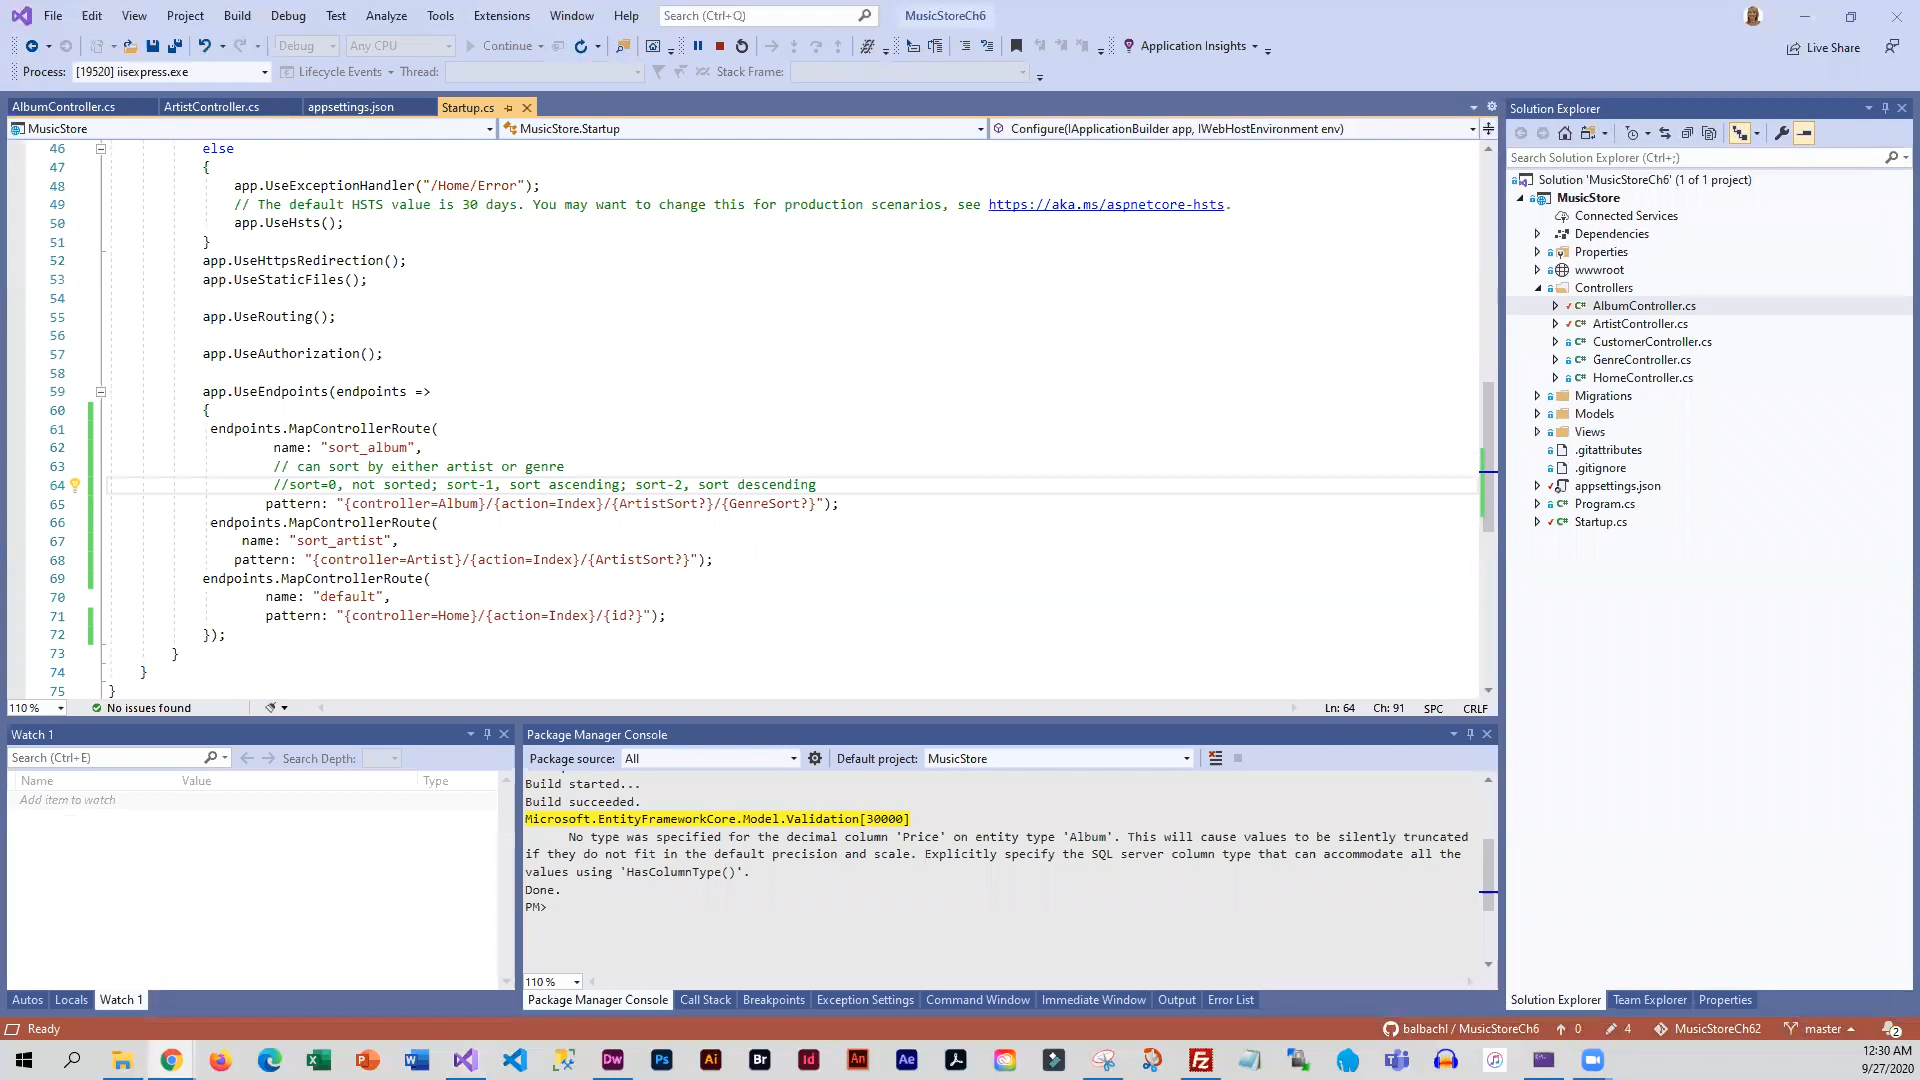 File Edit View Project Build Debug Test Analyze Tools Extensions Window Help Search (Ctrl+Q) MusicStoreCh6
Debug Any CPU Continue Application Insights Live Share
Process: [19520] iisexpress.exe Lifecycle Events Thread: Stack Frame:
AlbumController.cs ArtistController.cs appsettings.json Startup.cs
MusicStore MusicStore.Startup Configure(IApplicationBuilder app, IWebHostEnvironment env)
46 else
47 {
48 app.UseExceptionHandler("/Home/Error");
49 // The default HSTS value is 30 days. You may want to change this for production scenarios, see https://aka.ms/aspnetcore-hsts.
50 app.UseHsts();
51 }
52 app.UseHttpsRedirection();
53 app.UseStaticFiles();
54
55 app.UseRouting();
56
57 app.UseAuthorization();
58
59 app.UseEndpoints(endpoints =>
60 {
61 endpoints.MapControllerRoute(
62 name: "sort_album",
63 // can sort by either artist or genre
64 //sort=0, not sorted; sort-1, sort ascending; sort-2, sort descending
65 pattern: "{controller=Album}/{action=Index}/{ArtistSort?}/{GenreSort?}");
66 endpoints.MapControllerRoute(
67 name: "sort_artist",
68 pattern: "{controller=Artist}/{action=Index}/{ArtistSort?}");
69 endpoints.MapControllerRoute(
70 name: "default",
71 pattern: "{controller=Home}/{action=Index}/{id?}");
72 });
73 }
74 }
75 }
110 % No issues found Ln: 64 Ch: 91 SPC CRLF
Solution Explorer
Search Solution Explorer (Ctrl+;)
Solution 'MusicStoreCh6' (1 of 1 project)
MusicStore
Connected Services
Dependencies
Properties
wwwroot
Controllers
AlbumController.cs
ArtistController.cs
CustomerController.cs
GenreController.cs
HomeController.cs
Migrations
Models
Views
.gitattributes
.gitignore
appsettings.json
Program.cs
Startup.cs
Watch 1
Search (Ctrl+E) Search Depth:
Name Value Type
Add item to watch
Autos Locals Watch 1
Package Manager Console
Package source: All Default project: MusicStore
Build started...
Build succeeded.
Microsoft.EntityFrameworkCore.Model.Validation[30000]
No type was specified for the decimal column 'Price' on entity type 'Album'. This will cause values to be silently truncated
if they do not fit in the default precision and scale. Explicitly specify the SQL server column type that can accommodate all the
values using 'HasColumnType()'.
Done.
PM>
110 %
Package Manager Console Call Stack Breakpoints Exception Settings Command Window Immediate Window Output Error List
Solution Explorer Team Explorer Properties
Ready balbachl / MusicStoreCh6 0 4 MusicStoreCh62 master 2
Dw Ps Ai Br Id An Ae
12:30 AM
9/27/2020